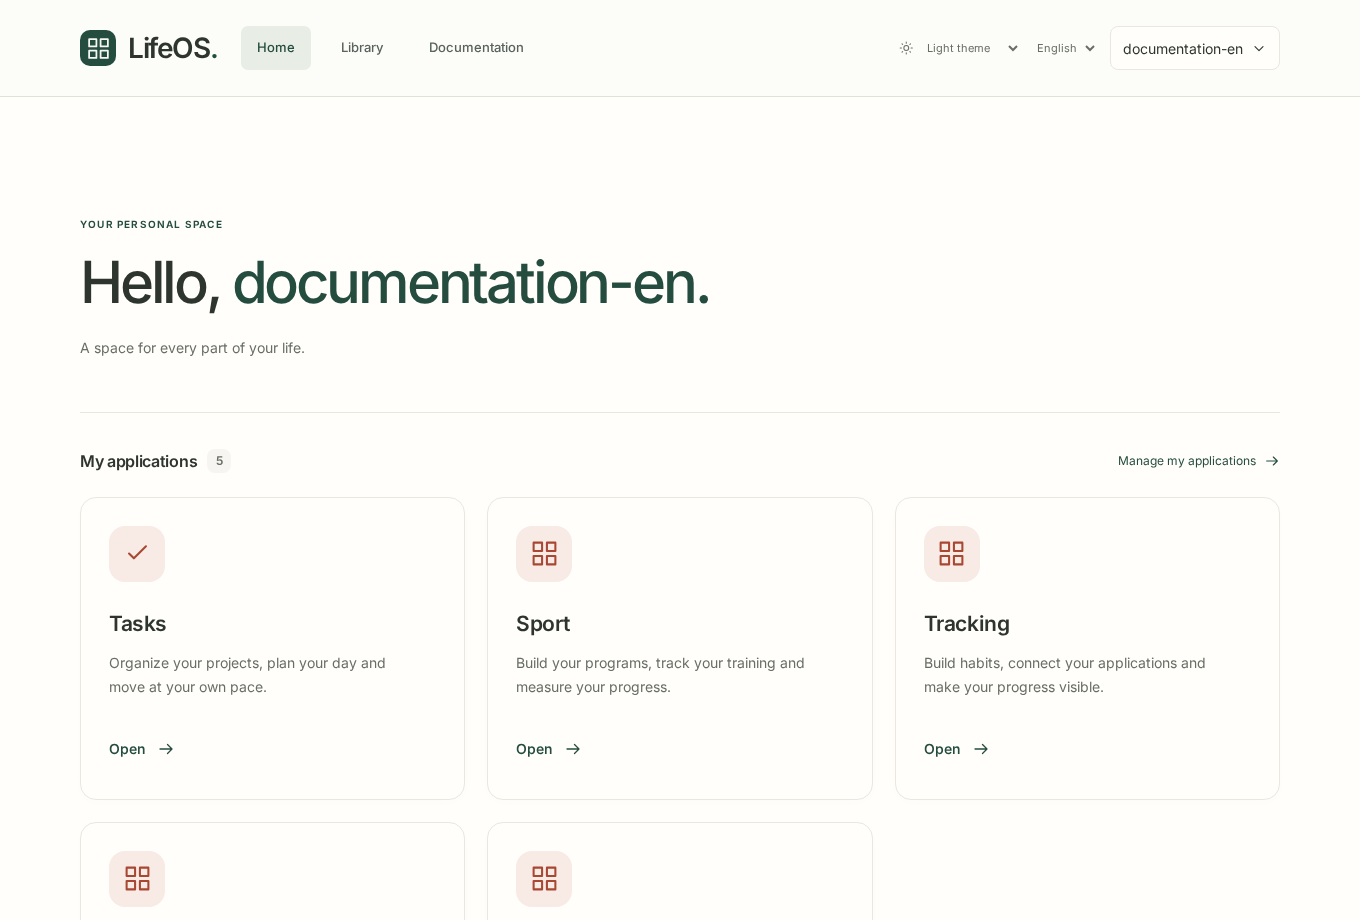 LifeOS.
Home
Library
Documentation
Light theme
English
documentation-en
YOUR PERSONAL SPACE
Hello, documentation-en.
A space for every part of your life.
My applications 5
Manage my applications
Tasks
Organize your projects, plan your day and
move at your own pace.
Open
Sport
Build your programs, track your training and
measure your progress.
Open
Tracking
Build habits, connect your applications and
make your progress visible.
Open